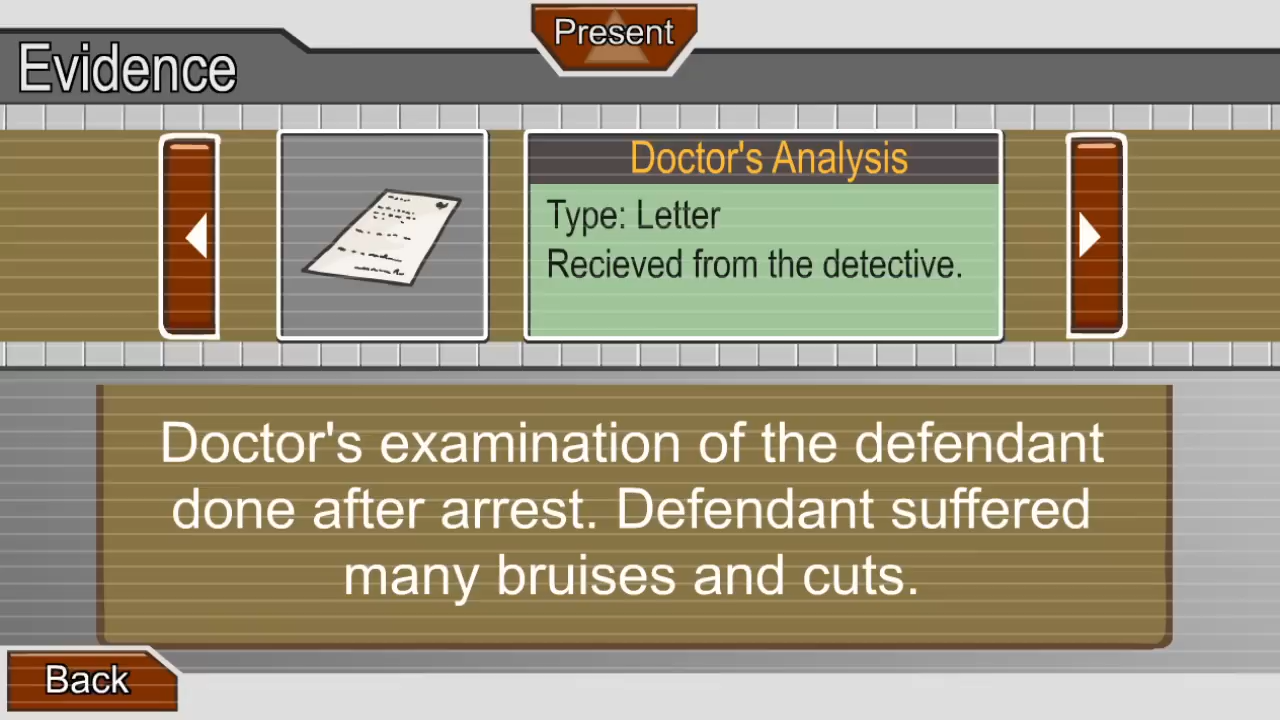 Present
Evidence
Doctor's Analysis
Type: Letter
Recieved from the detective.
Doctor's examination of the defendant
done after arrest. Defendant suffered
many bruises and cuts.
Back